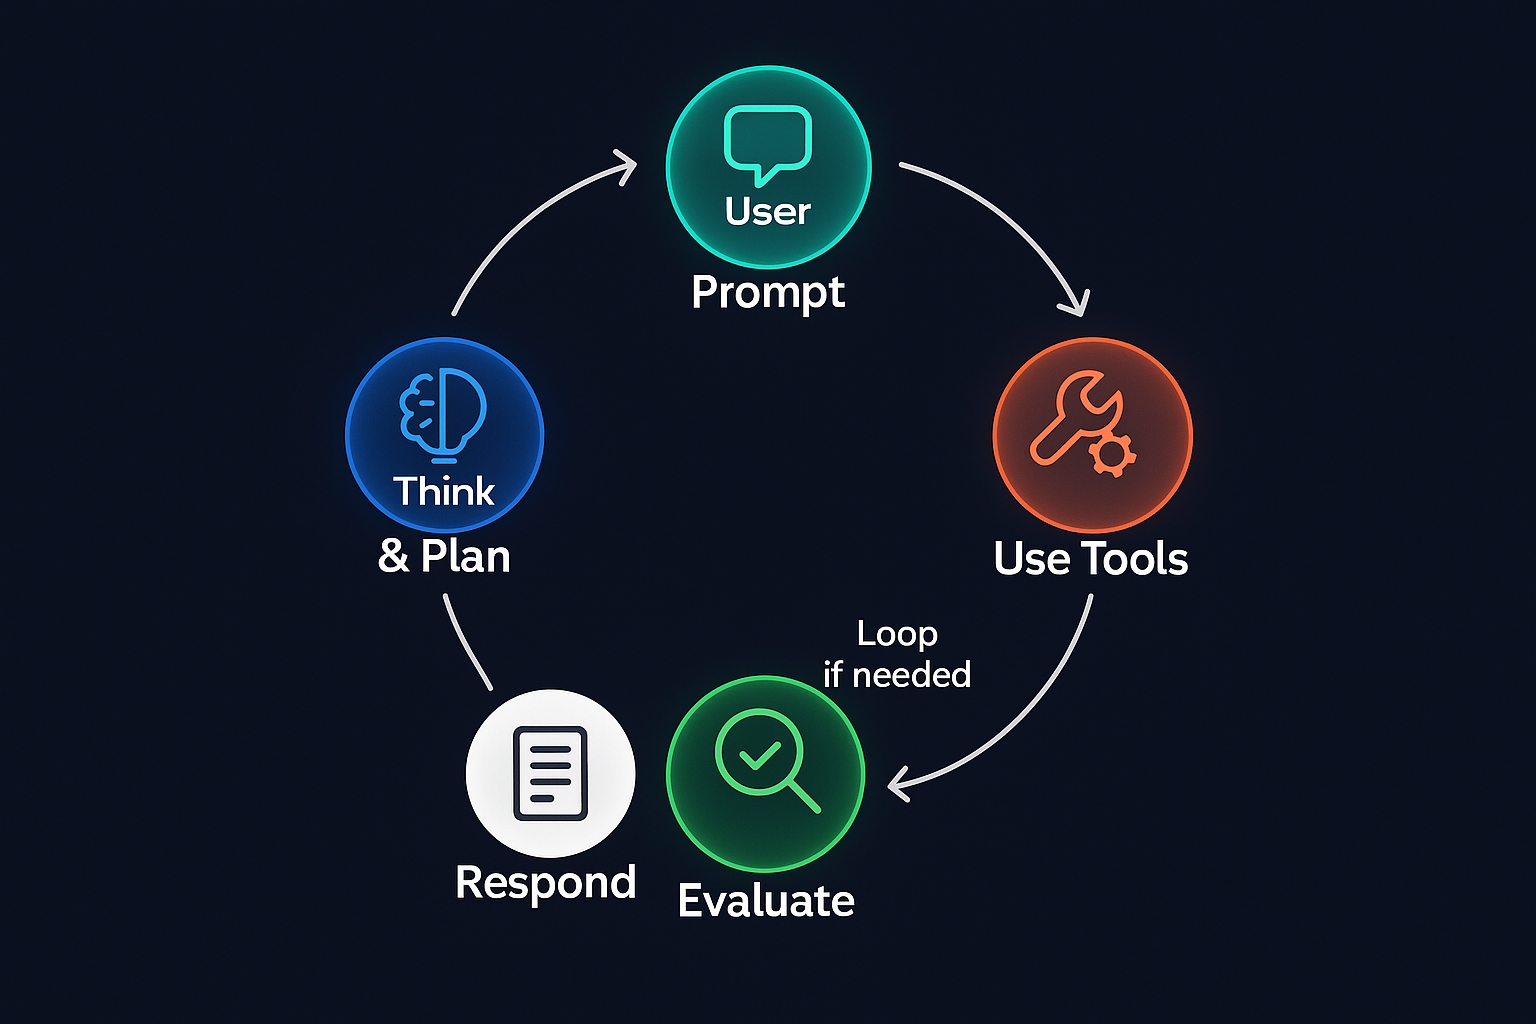 User
Prompt
Think
& Plan
Use Tools
Loop
if needed
Respond
Evaluate